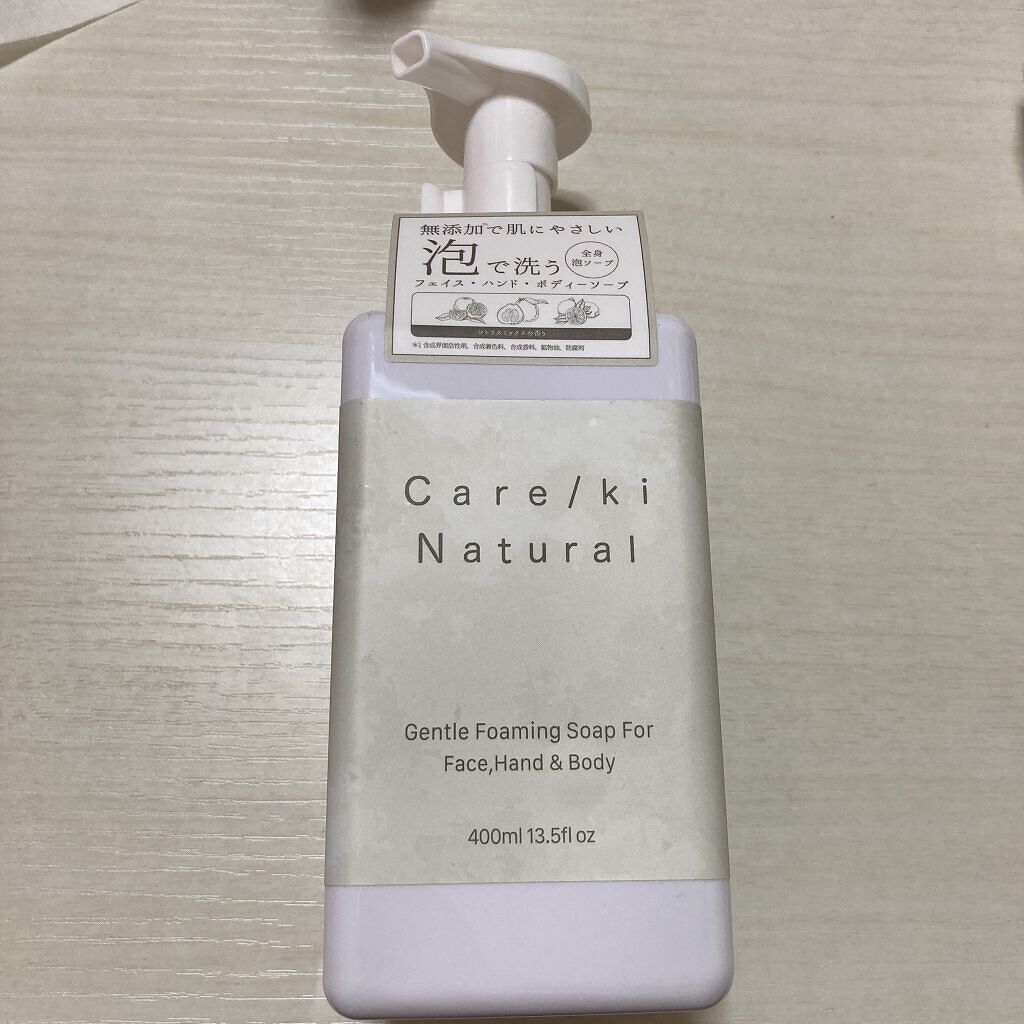 無添加*で肌にやさしい
泡で洗う
全身
泡ソープ
フェイス・ハンド・ボディーソープ
シトラスミックスの香り
*1 合成界面活性剤、合成着色料、合成香料、鉱物油、防腐剤
Care/ki
Natural
Gentle Foaming Soap For
Face,Hand & Body
400ml 13.5fl oz